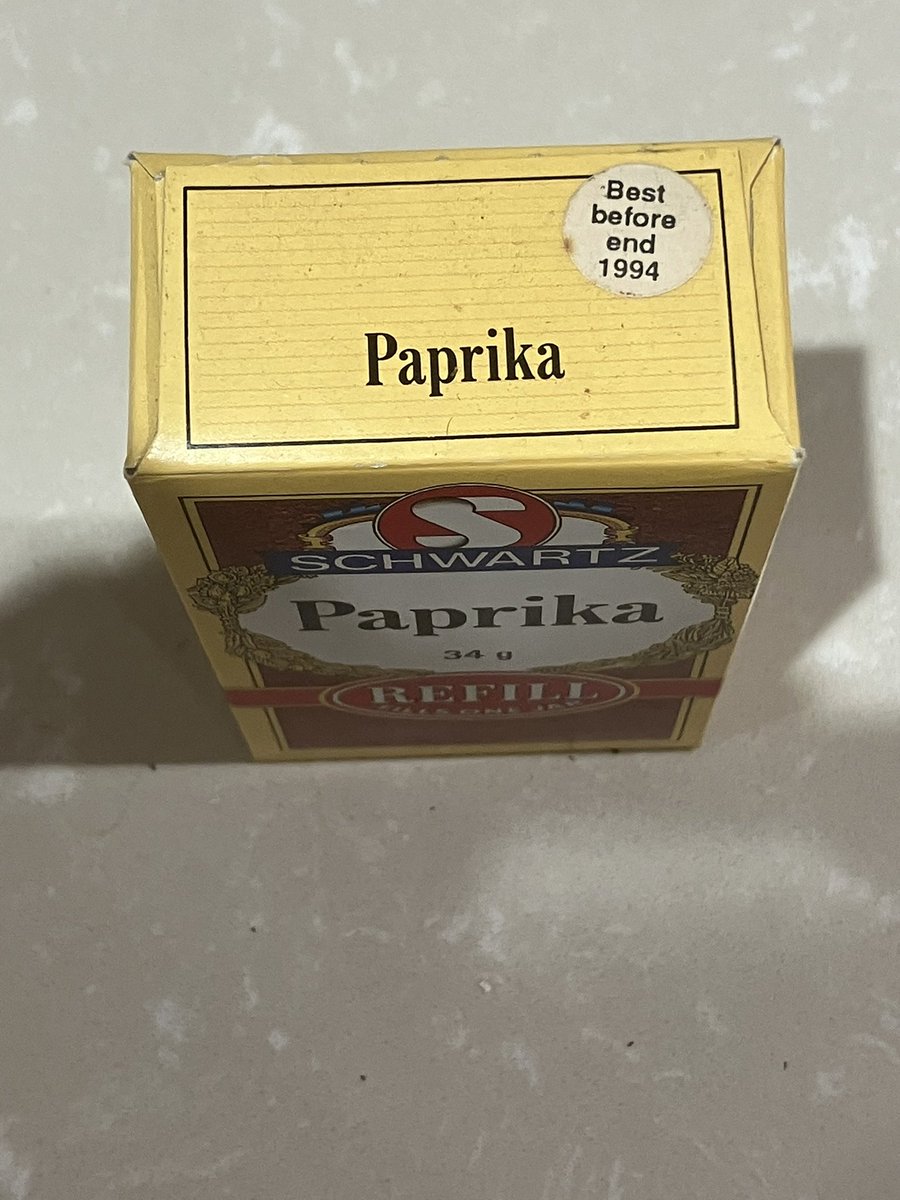 Best
before
end
1994
Paprika
SCHWARTZ
Paprika
34 g
REFILL